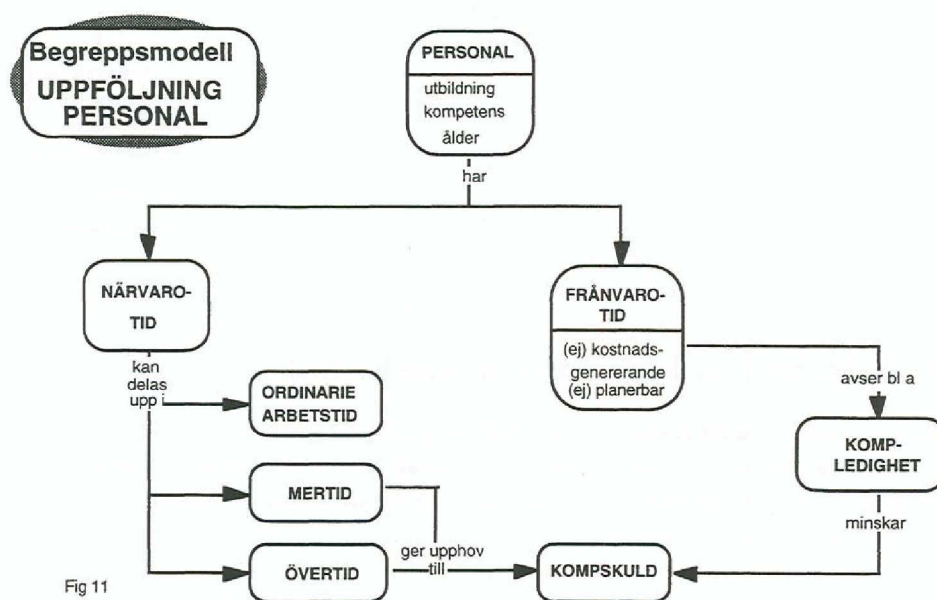 Begreppsmodell
UPPFÖLJNING
PERSONAL
PERSONAL
utbildning
kompetens
ålder
har
NÄRVARO-
TID
FRÅNVARO-
TID
(ej) kostnads-
genererande
(ej) planerbar
kan
delas
upp i
avser bl a
ORDINARIE
ARBETSTID
KOMP-
LEDIGHET
MERTID
minskar
ger upphov
till
ÖVERTID
KOMPSKULD
Fig 11